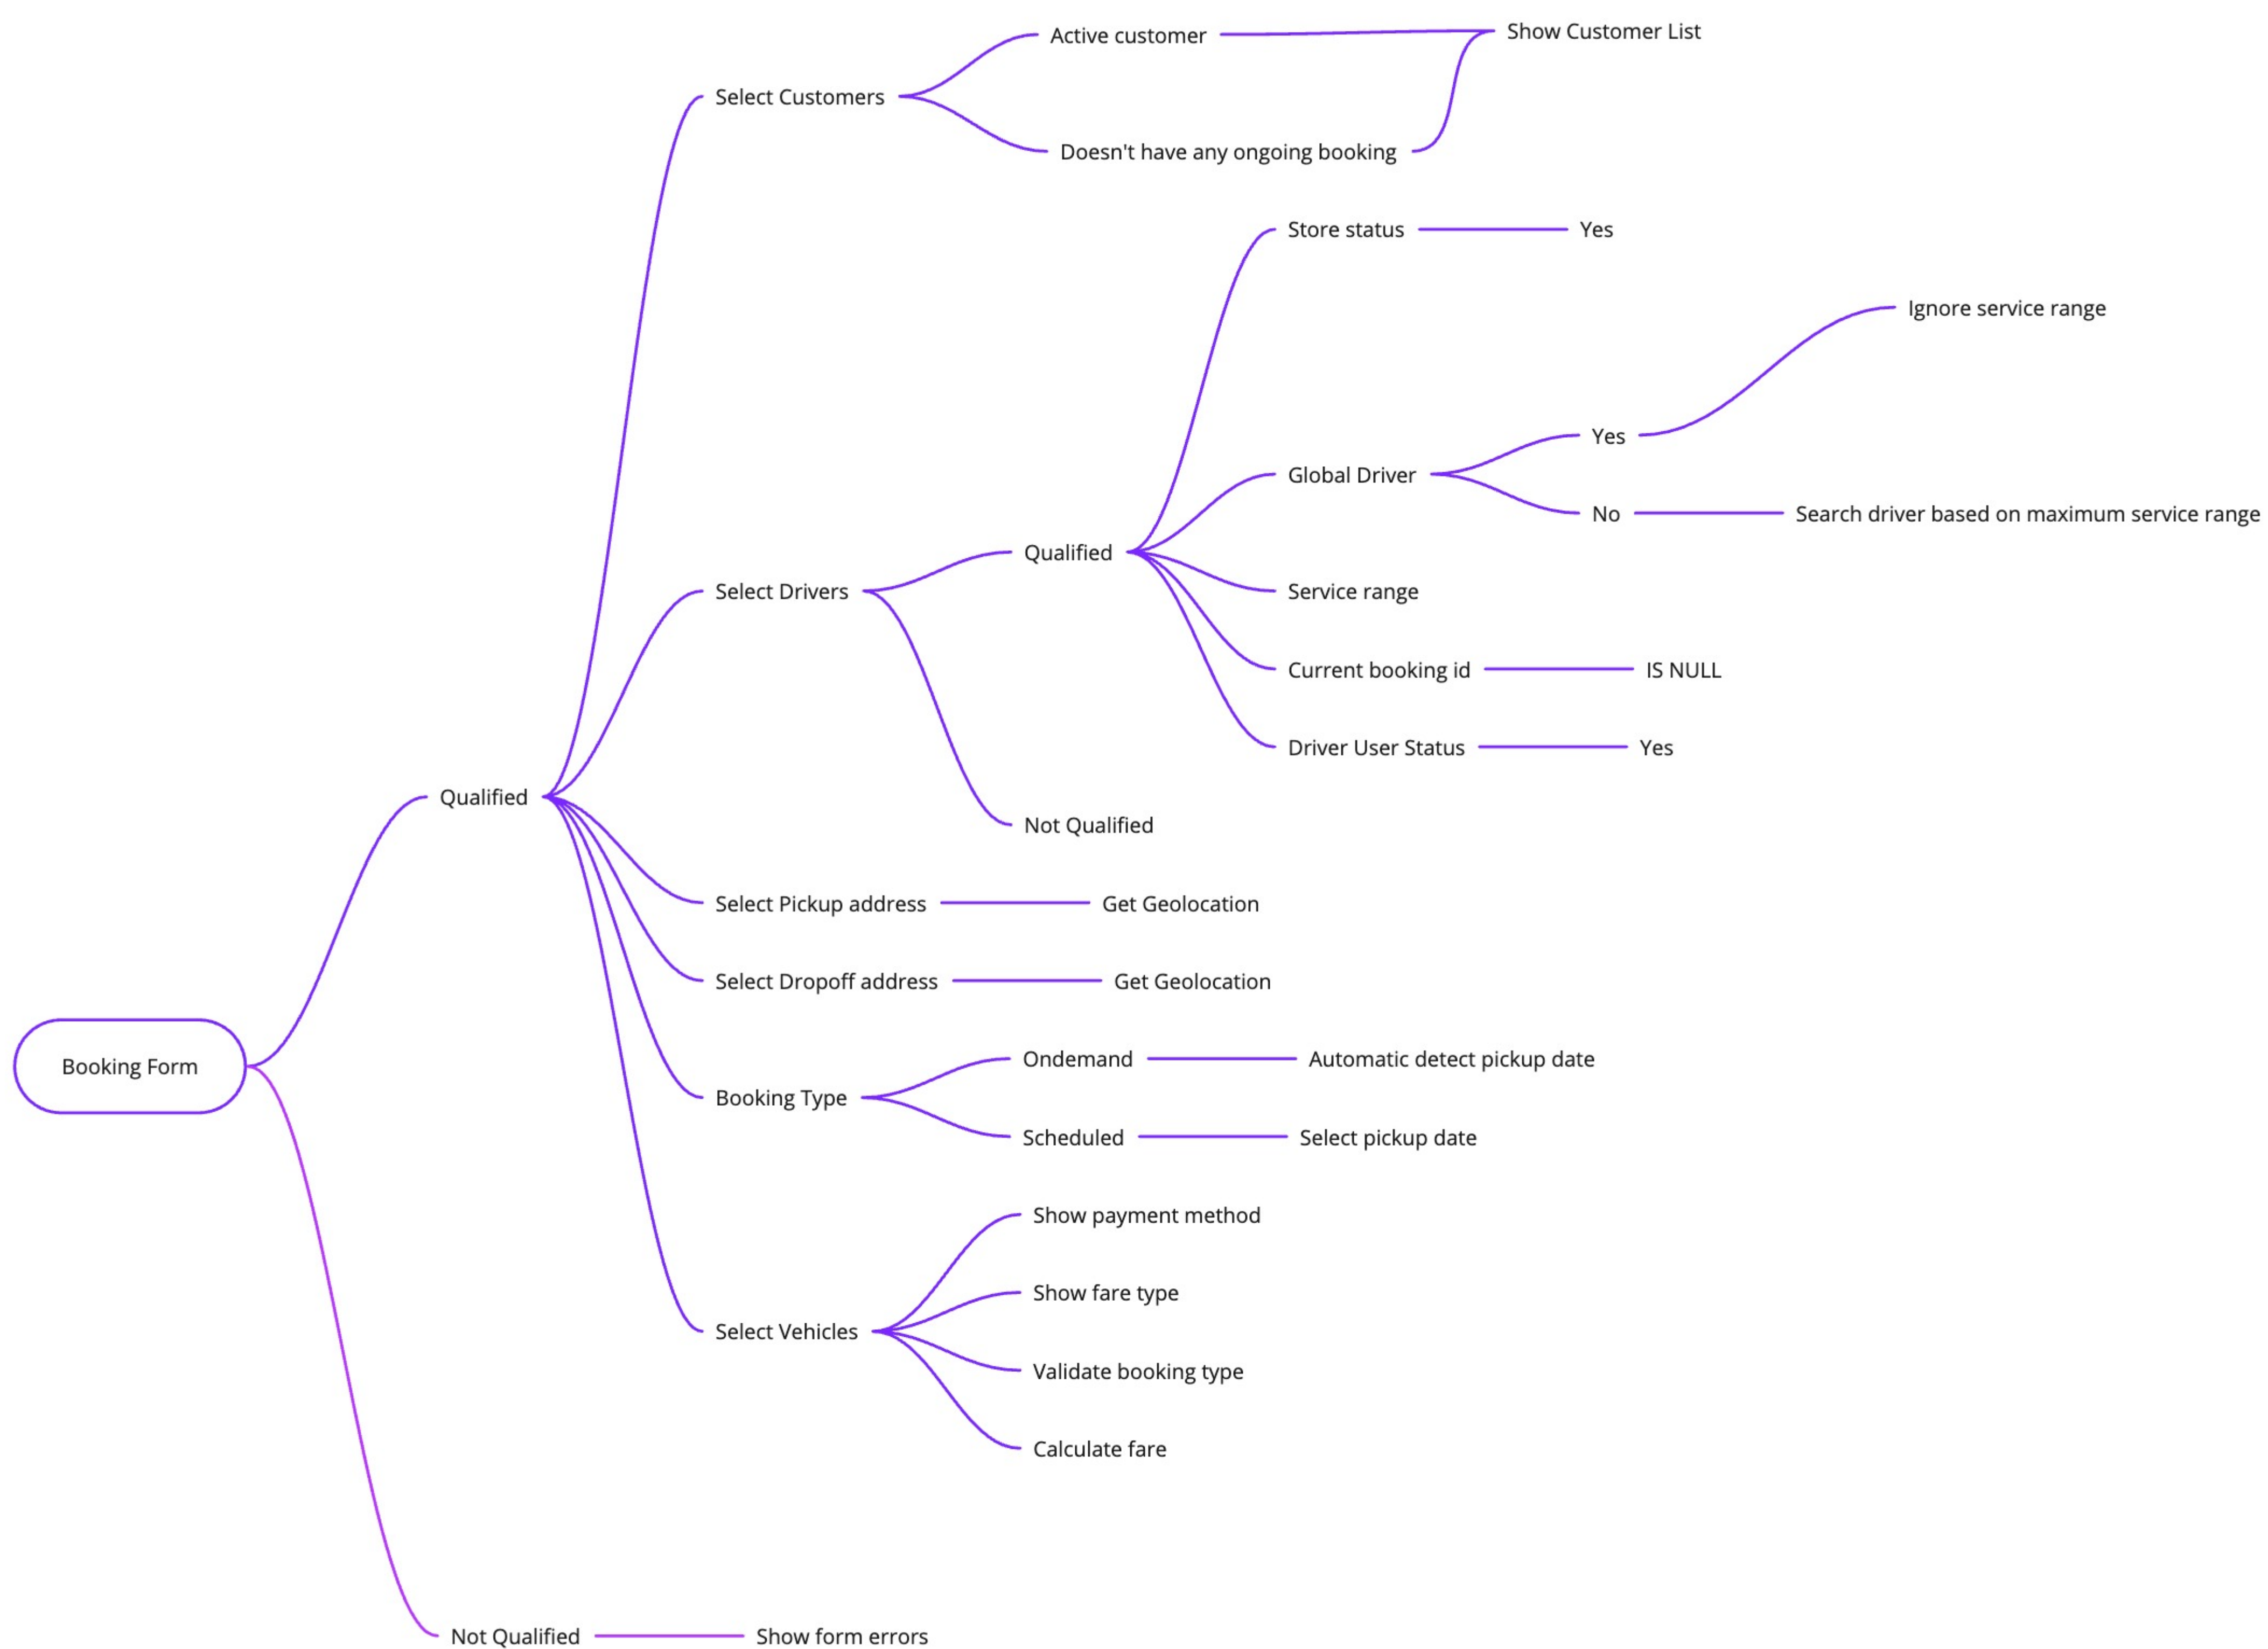 Active customer
Show Customer List
Select Customers
Doesn't have any ongoing booking
Store status
Yes
Ignore service range
Yes
Global Driver
No
Search driver based on maximum service range
Qualified
Select Drivers
Service range
Current booking id
IS NULL
Driver User Status
Yes
Qualified
Not Qualified
Select Pickup address
Get Geolocation
Select Dropoff address
Get Geolocation
Booking Form
Ondemand
Automatic detect pickup date
Booking Type
Scheduled
Select pickup date
Show payment method
Show fare type
Select Vehicles
Validate booking type
Calculate fare
Not Qualified
Show form errors